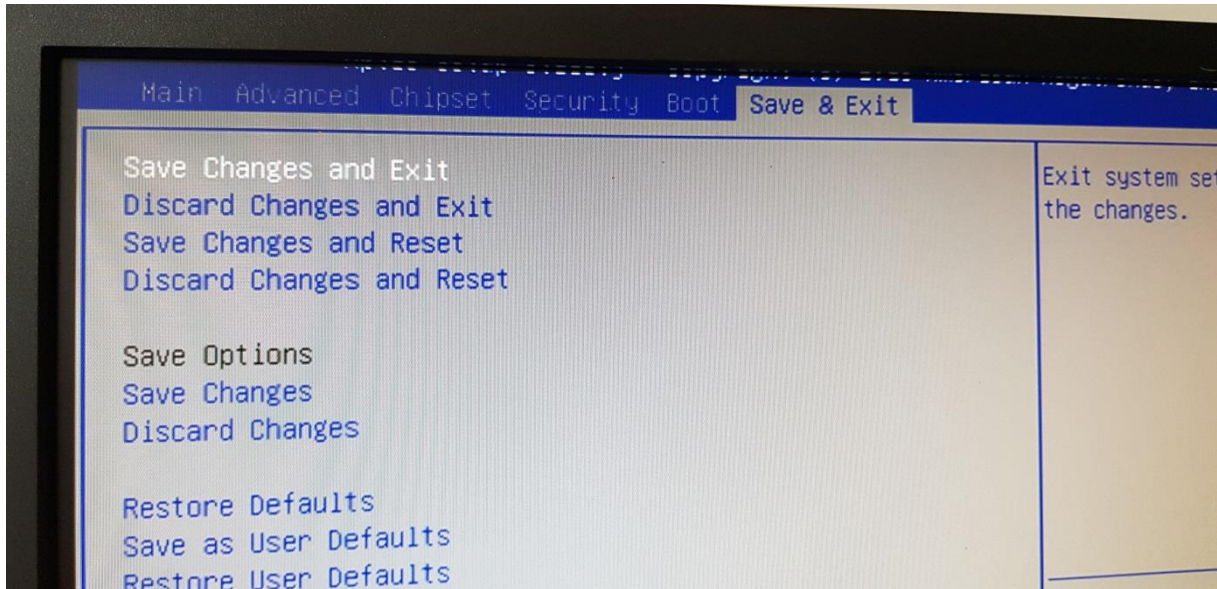 Main Advanced Chipset Security Boot Save & Exit
Save Changes and Exit
Discard Changes and Exit
Save Changes and Reset
Discard Changes and Reset
Save Options
Save Changes
Discard Changes
Restore Defaults
Save as User Defaults
Restore User Defaults
Exit system set
the changes.